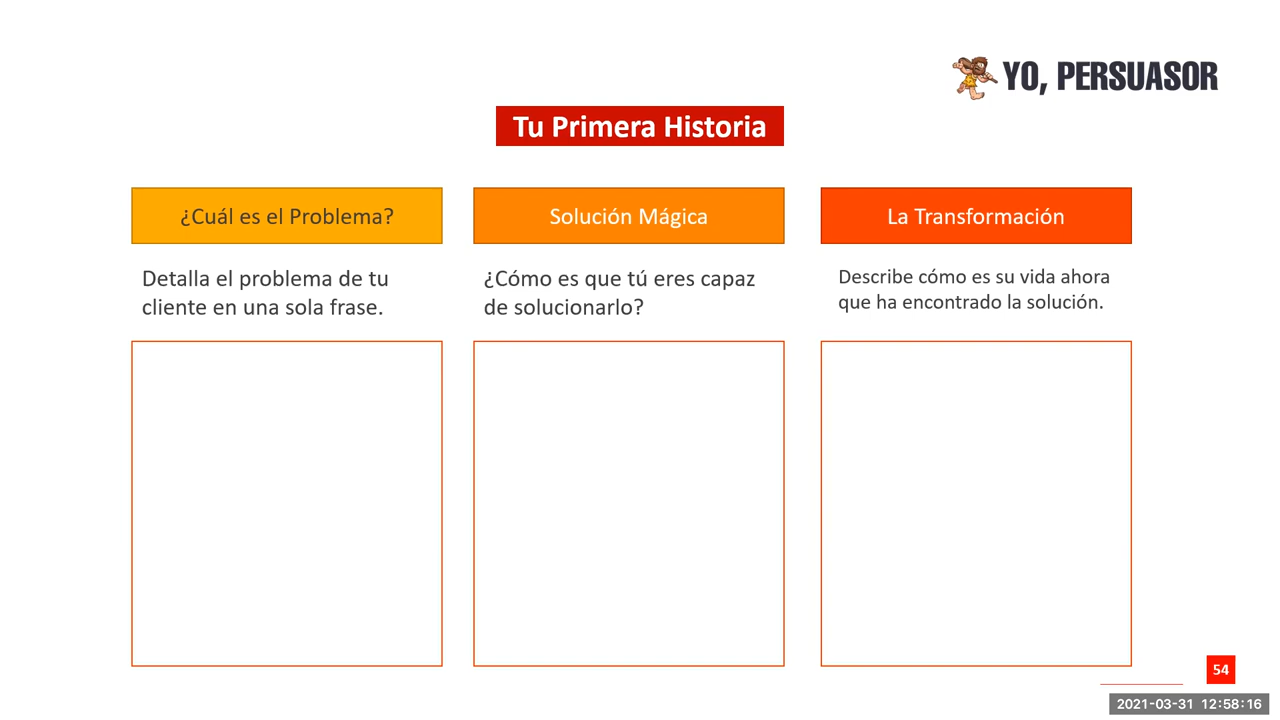 YO, PERSUASOR
Tu Primera Historia
¿Cuál es el Problema?
Detalla el problema de tu
cliente en una sola frase.
Solución Mágica
¿Cómo es que tú eres capaz
de solucionarlo?
La Transformación
Describe cómo es su vida ahora
que ha encontrado la solución.
54
2021-03-31 12:58:16